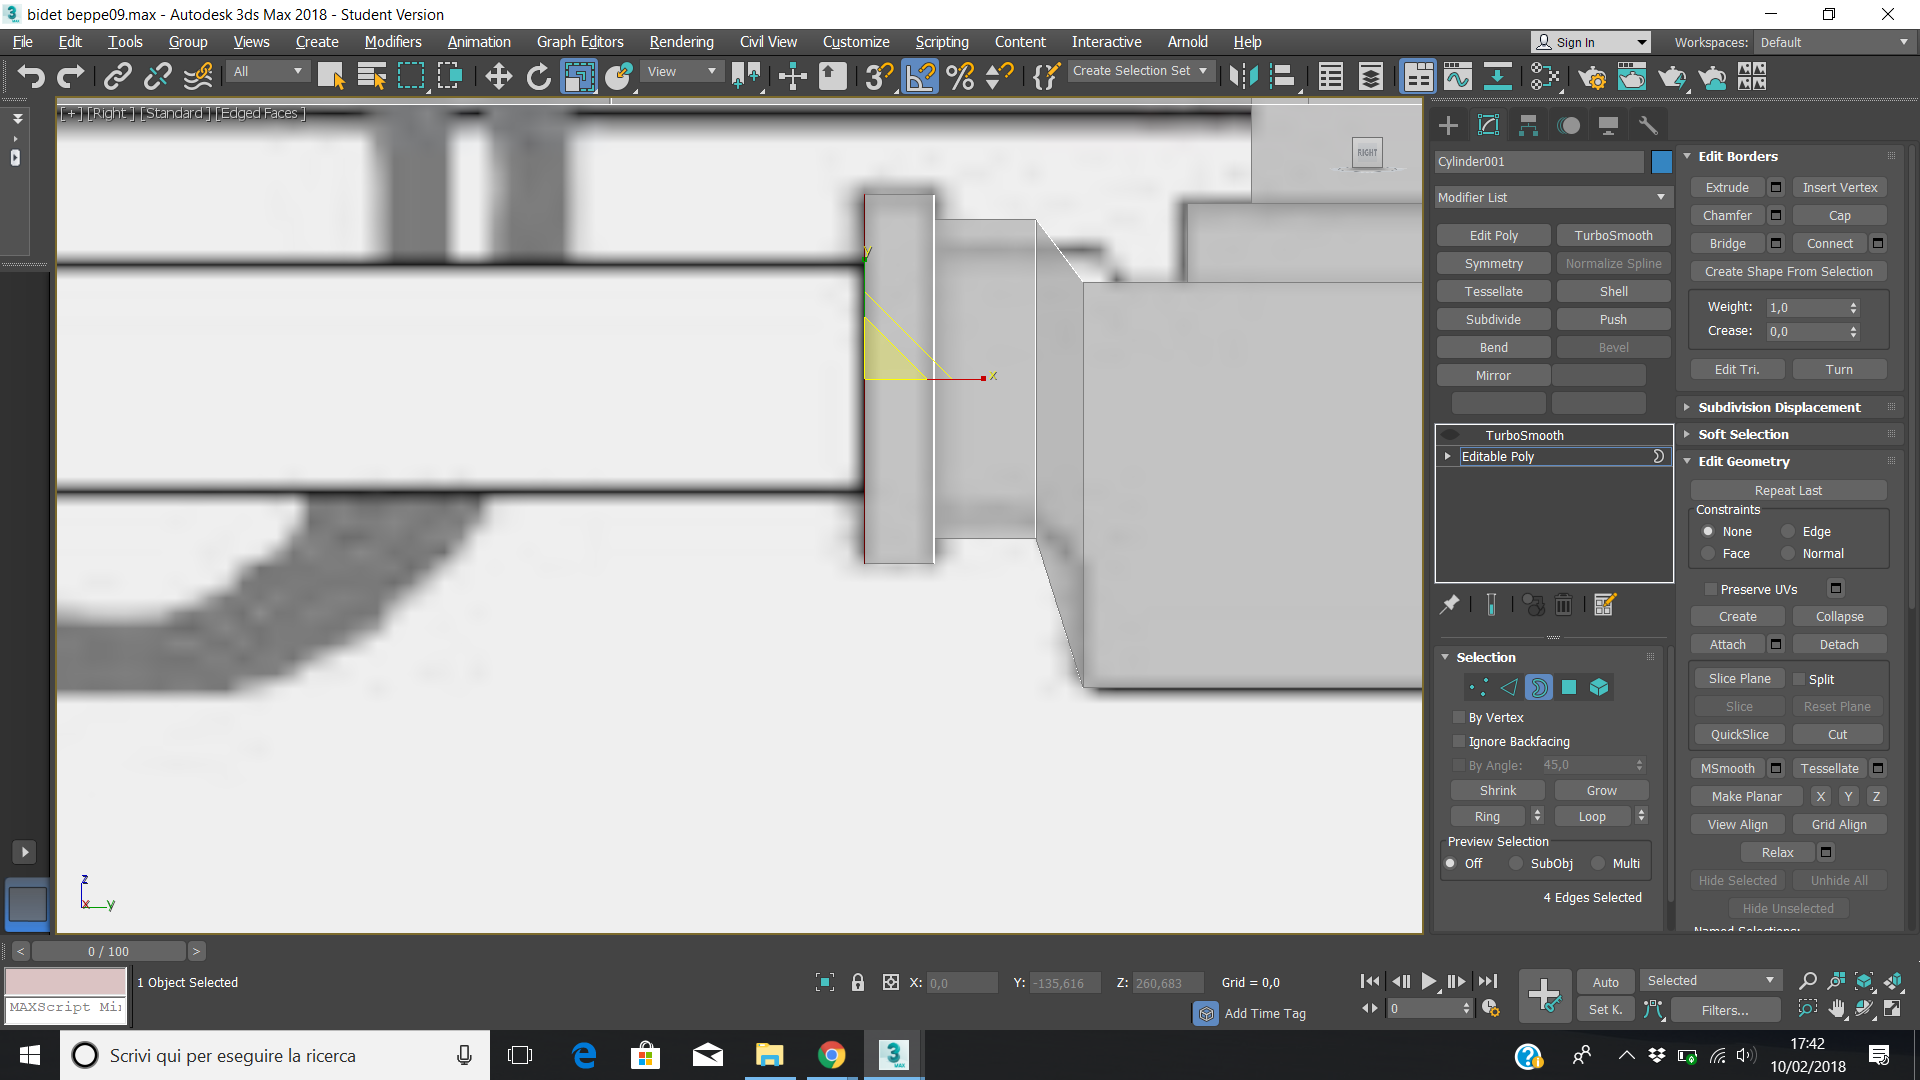 bidet beppe09.max - Autodesk 3ds Max 2018 - Student Version
File Edit Tools Group Views Create Modifiers Animation Graph Editors Rendering Civil View Customize Scripting Content Interactive Arnold Help
Sign In Workspaces: Default
All View Create Selection Set
[+] [Right] [Standard] [Edged Faces]
RIGHT
y
x
z
x y
Cylinder001
Modifier List
Edit Poly TurboSmooth
Symmetry Normalize Spline
Tessellate Shell
Subdivide Push
Bend Bevel
Mirror
TurboSmooth
Editable Poly
Selection
By Vertex
Ignore Backfacing
By Angle: 45,0
Shrink Grow
Ring Loop
Preview Selection
Off SubObj Multi
4 Edges Selected
Edit Borders
Extrude Insert Vertex
Chamfer Cap
Bridge Connect
Create Shape From Selection
Weight: 1,0
Crease: 0,0
Edit Tri. Turn
Subdivision Displacement
Soft Selection
Edit Geometry
Repeat Last
Constraints
None Edge
Face Normal
Preserve UVs
Create Collapse
Attach Detach
Slice Plane Split
Slice Reset Plane
QuickSlice Cut
MSmooth Tessellate
Make Planar X Y Z
View Align Grid Align
Relax
Hide Selected Unhide All
Hide Unselected
Named Selections:
< 0 / 100 >
1 Object Selected
MAXScript Mi
X: 0,0 Y: -135,616 Z: 260,683 Grid = 0,0
Add Time Tag
0
Auto Selected
Set K. Filters...
Scrivi qui per eseguire la ricerca
3
MAX
17:42
10/02/2018